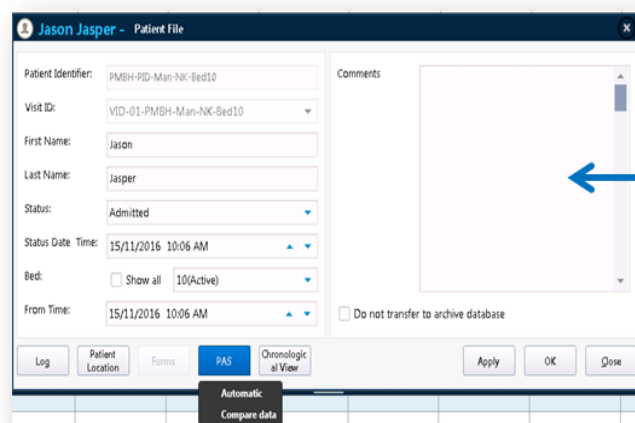 Jason Jasper - Patient File
Patient Identifier: PMBH-PID-Man-NK-Bed10
Visit ID: VID-01-PMBH-Man-NK-Bed10
First Name: Jason
Last Name: Jasper
Status: Admitted
Status Date Time: 15/11/2016 10:06 AM
Bed: Show all 10(Active)
From Time: 15/11/2016 10:06 AM
Comments
Do not transfer to archive database
Log
Patient
Location
Forms
PAS
Chronologic
al View
Apply
OK
Close
Automatic
Compare data